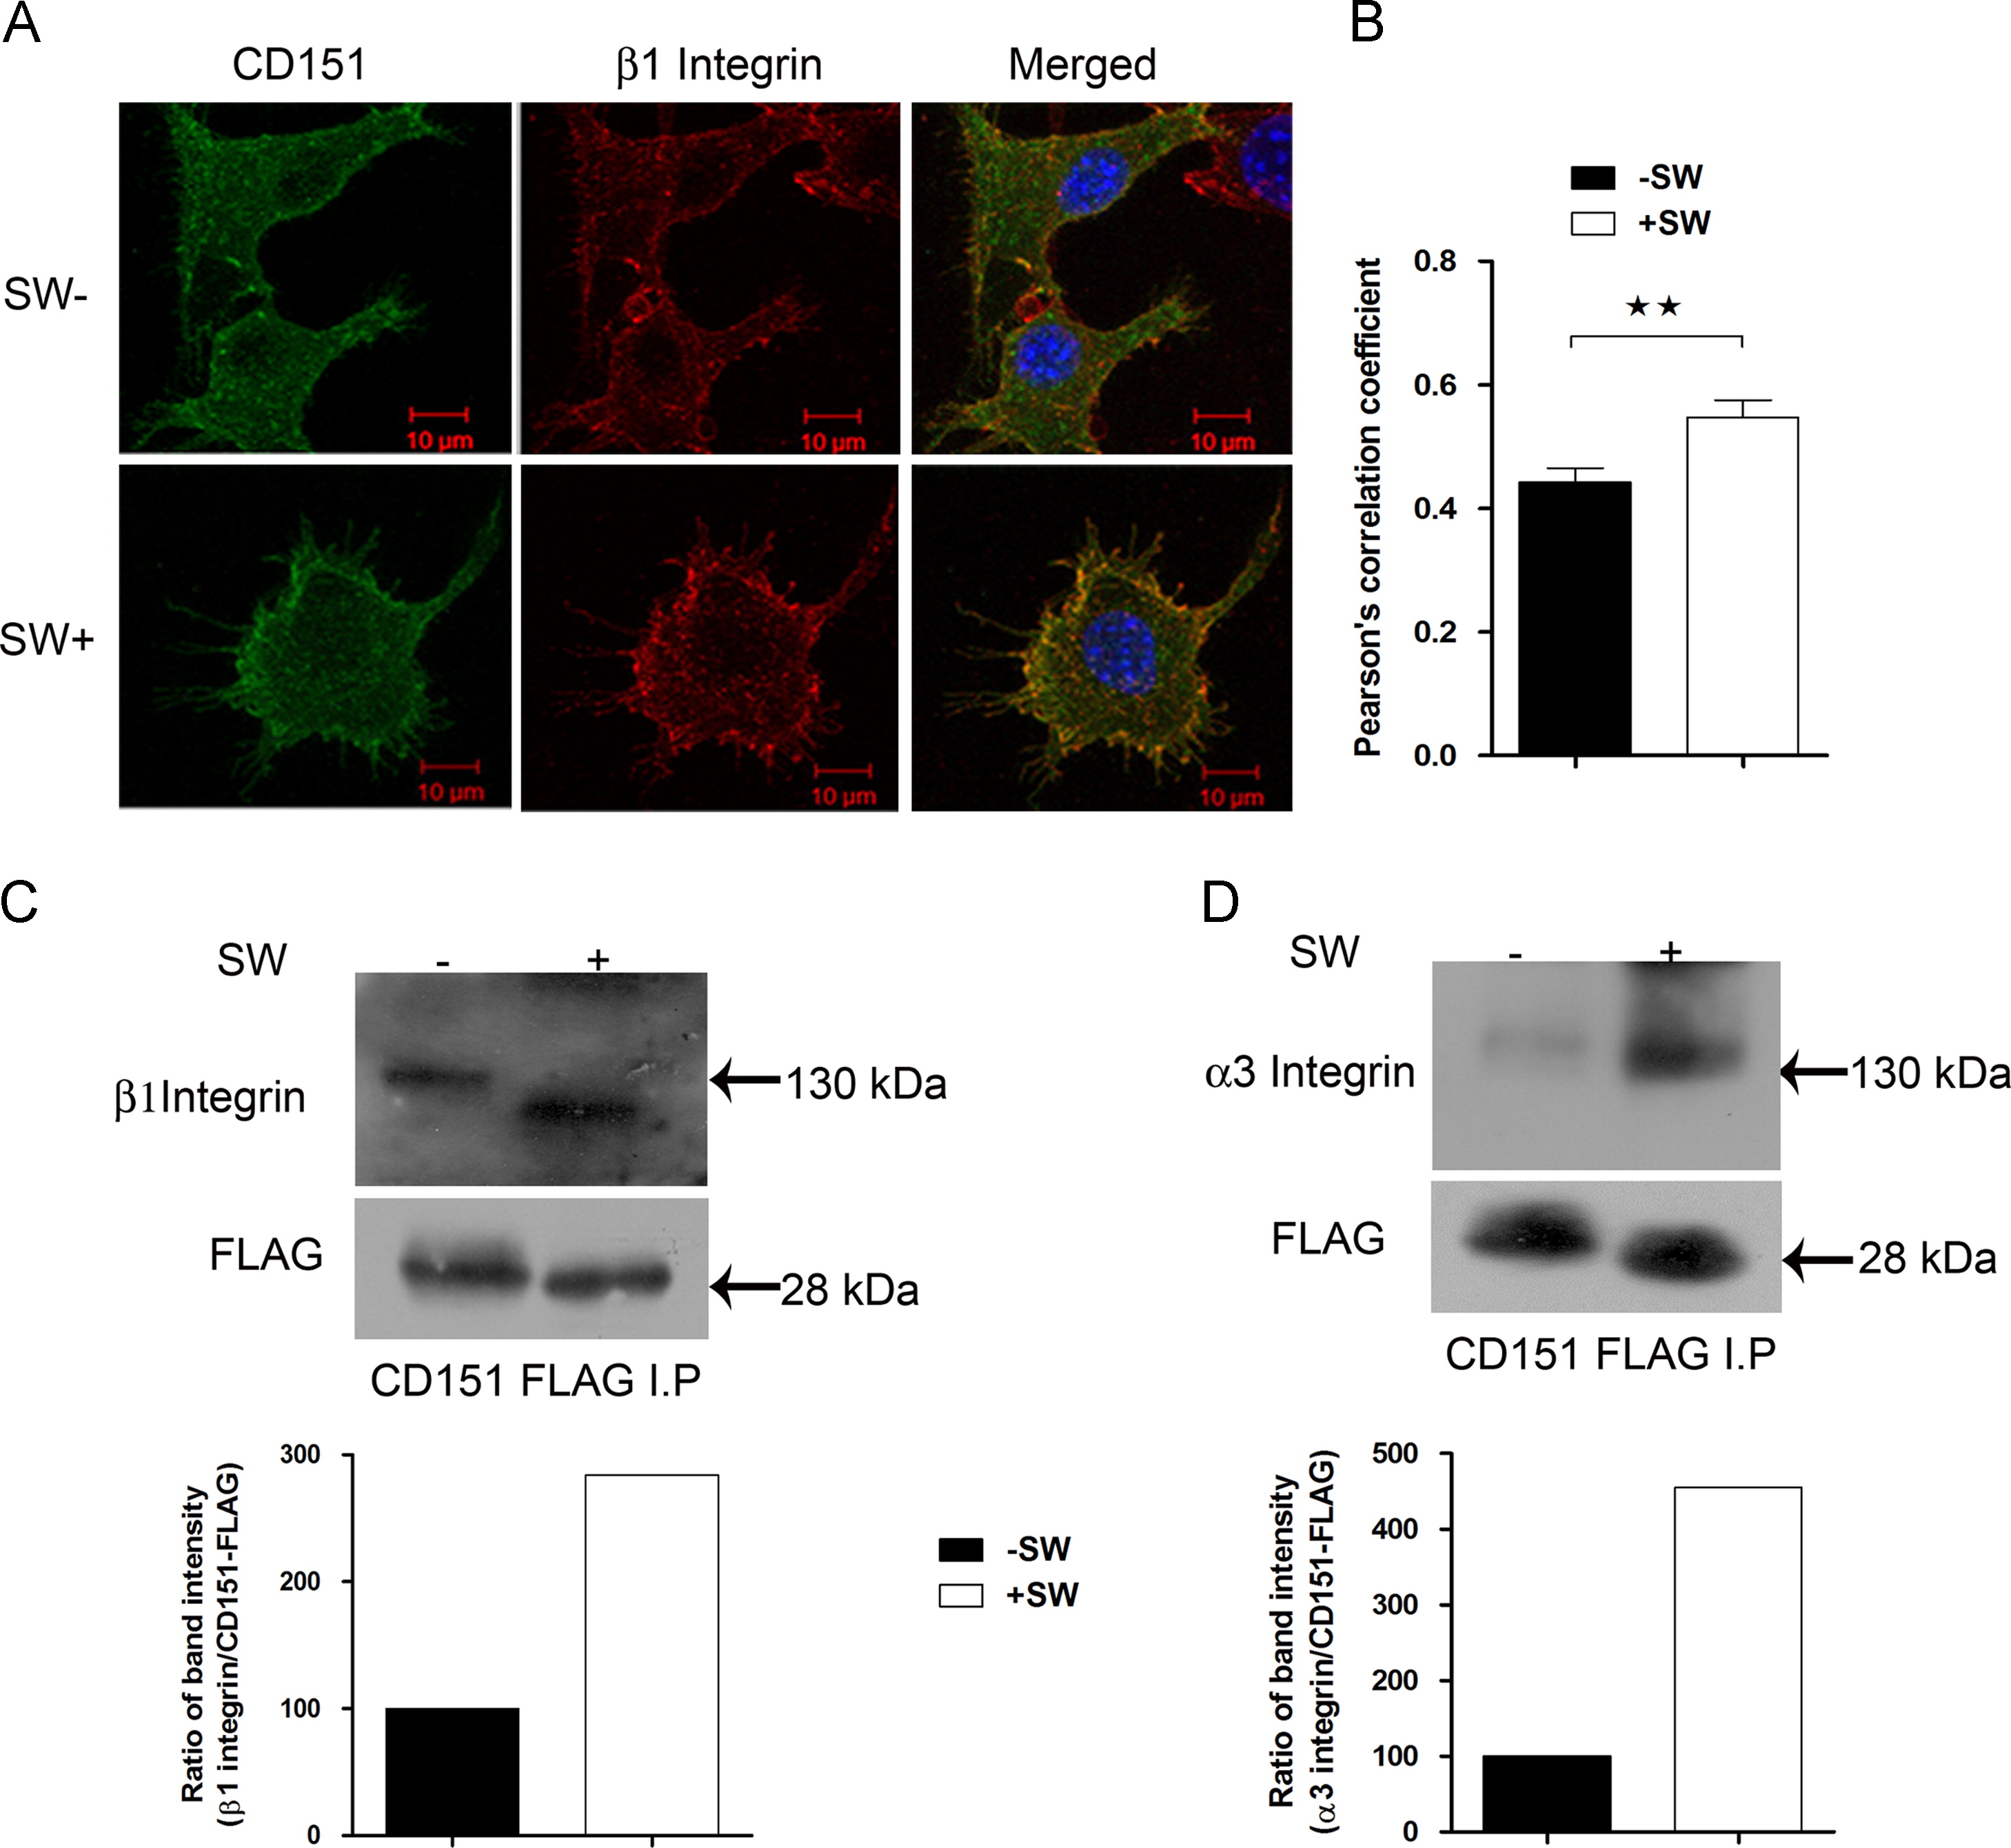 A
CD151
β1 Integrin
Merged
SW-
10 µm
10 µm
10 µm
SW+
10 µm
10 µm
10 µm
B
-SW
+SW
★★
Pearson's correlation coefficient
0.8
0.6
0.4
0.2
0.0
C
SW - +
β1Integrin
130 kDa
FLAG
28 kDa
CD151 FLAG I.P
Ratio of band intensity
(β1 integrin/CD151-FLAG)
300
200
100
0
-SW
+SW
D
SW - +
α3 Integrin
130 kDa
FLAG
28 kDa
CD151 FLAG I.P
Ratio of band intensity
(α3 integrin/CD151-FLAG)
500
400
300
200
100
0